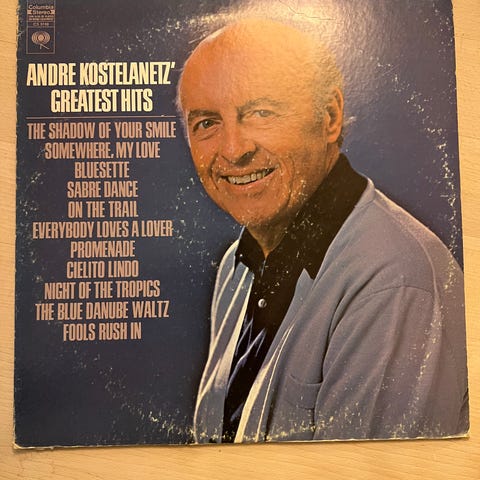 Columbia
Stereo
ANDRE KOSTELANETZ'
GREATEST HITS
THE SHADOW OF YOUR SMILE
SOMEWHERE, MY LOVE
BLUESETTE
SABRE DANCE
ON THE TRAIL
EVERYBODY LOVES A LOVER
PROMENADE
CIELITO LINDO
NIGHT OF THE TROPICS
THE BLUE DANUBE WALTZ
FOOLS RUSH IN